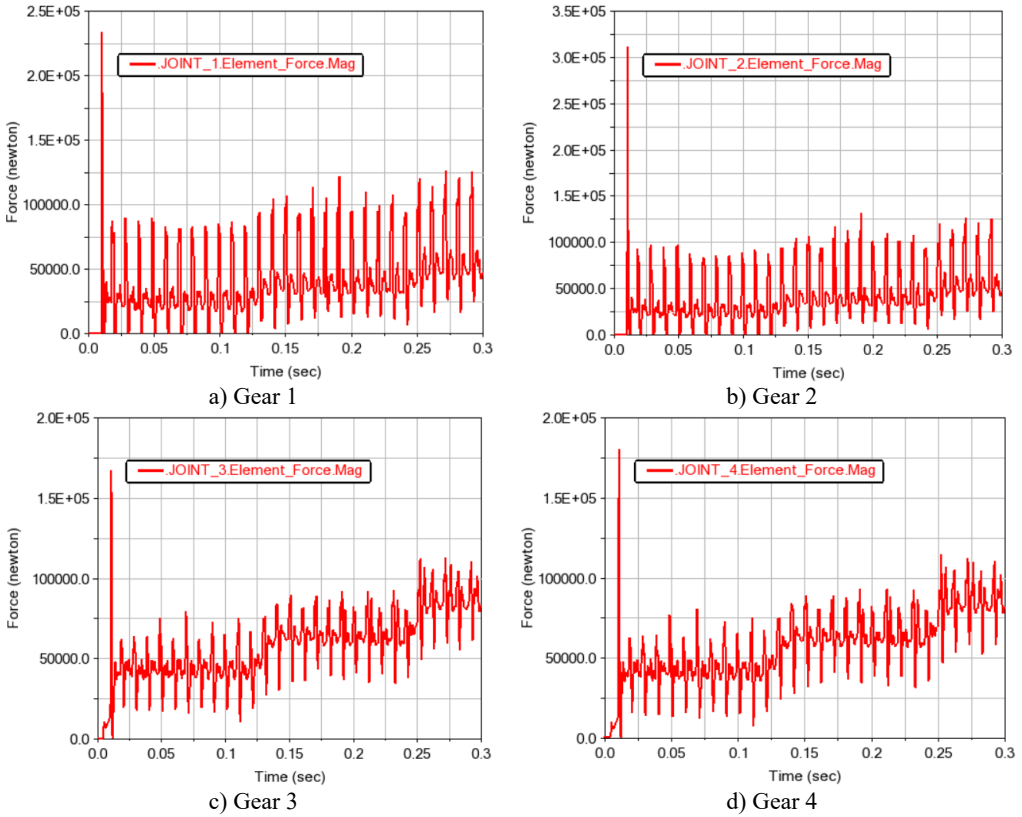 2.5E+05
2.0E+05
1.5E+05
100000.0
50000.0
0.0
Force (newton)
.JOINT_1.Element_Force.Mag
0.0 0.05 0.1 0.15 0.2 0.25 0.3
Time (sec)
a) Gear 1
3.5E+05
3.0E+05
2.5E+05
2.0E+05
1.5E+05
100000.0
50000.0
0.0
Force (newton)
.JOINT_2.Element_Force.Mag
0.0 0.05 0.1 0.15 0.2 0.25 0.3
Time (sec)
b) Gear 2
2.0E+05
1.5E+05
100000.0
50000.0
0.0
Force (newton)
.JOINT_3.Element_Force.Mag
0.0 0.05 0.1 0.15 0.2 0.25 0.3
Time (sec)
c) Gear 3
2.0E+05
1.5E+05
100000.0
50000.0
0.0
Force (newton)
.JOINT_4.Element_Force.Mag
0.0 0.05 0.1 0.15 0.2 0.25 0.3
Time (sec)
d) Gear 4